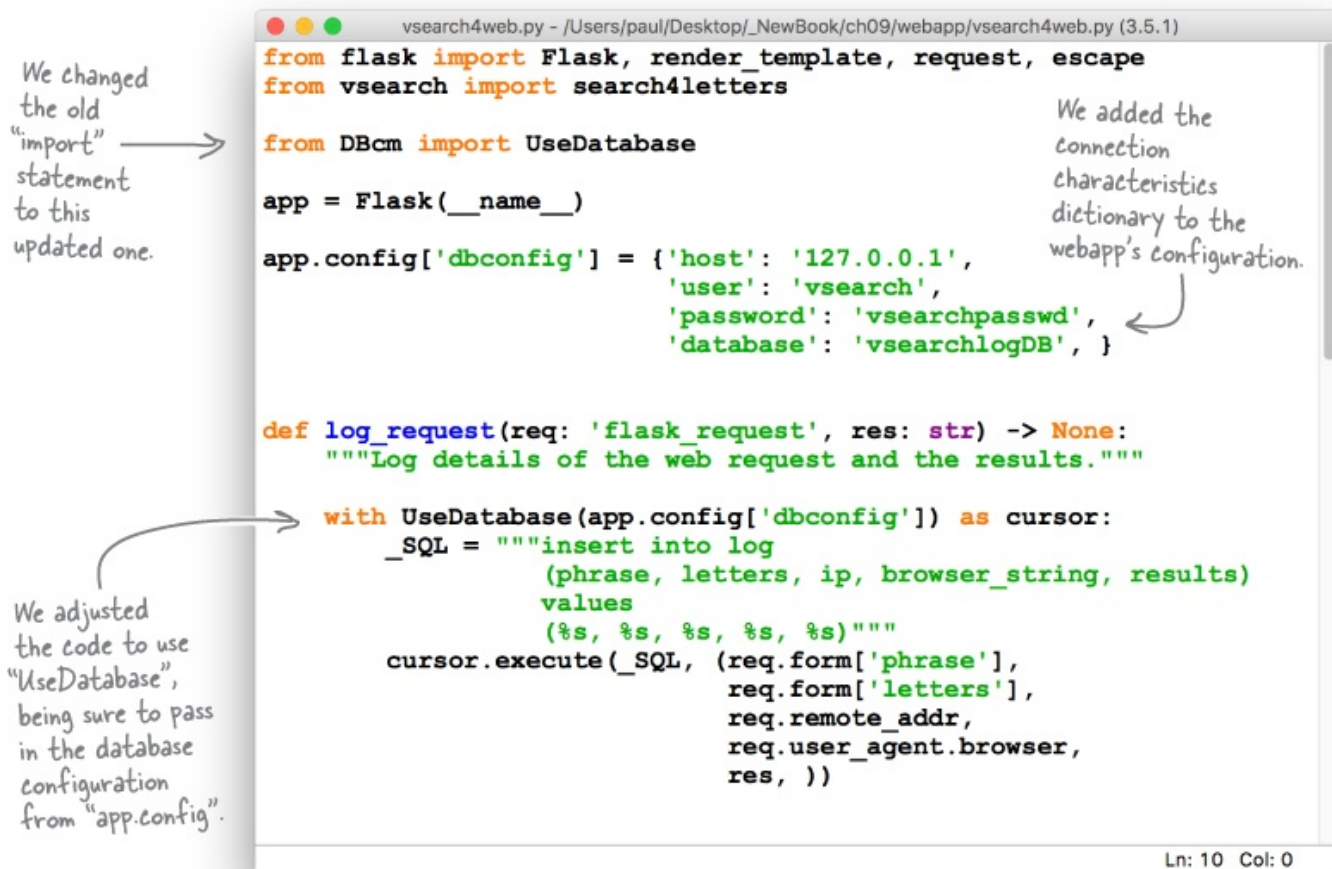 vsearch4web.py - /Users/paul/Desktop/_NewBook/ch09/webapp/vsearch4web.py (3.5.1)
We changed
the old
"import"
statement
to this
updated one.
from flask import Flask, render_template, request, escape
from vsearch import search4letters
from DBcm import UseDatabase
app = Flask(__name__)
We added the
connection
characteristics
dictionary to the
webapp's configuration.
app.config['dbconfig'] = {'host': '127.0.0.1',
'user': 'vsearch',
'password': 'vsearchpasswd',
'database': 'vsearchlogDB', }
def log_request(req: 'flask_request', res: str) -> None:
"""Log details of the web request and the results."""
with UseDatabase(app.config['dbconfig']) as cursor:
_SQL = """insert into log
(phrase, letters, ip, browser_string, results)
values
(%s, %s, %s, %s, %s)"""
cursor.execute(_SQL, (req.form['phrase'],
req.form['letters'],
req.remote_addr,
req.user_agent.browser,
res, ))
We adjusted
the code to use
"UseDatabase",
being sure to pass
in the database
configuration
from "app.config".
Ln: 10 Col: 0